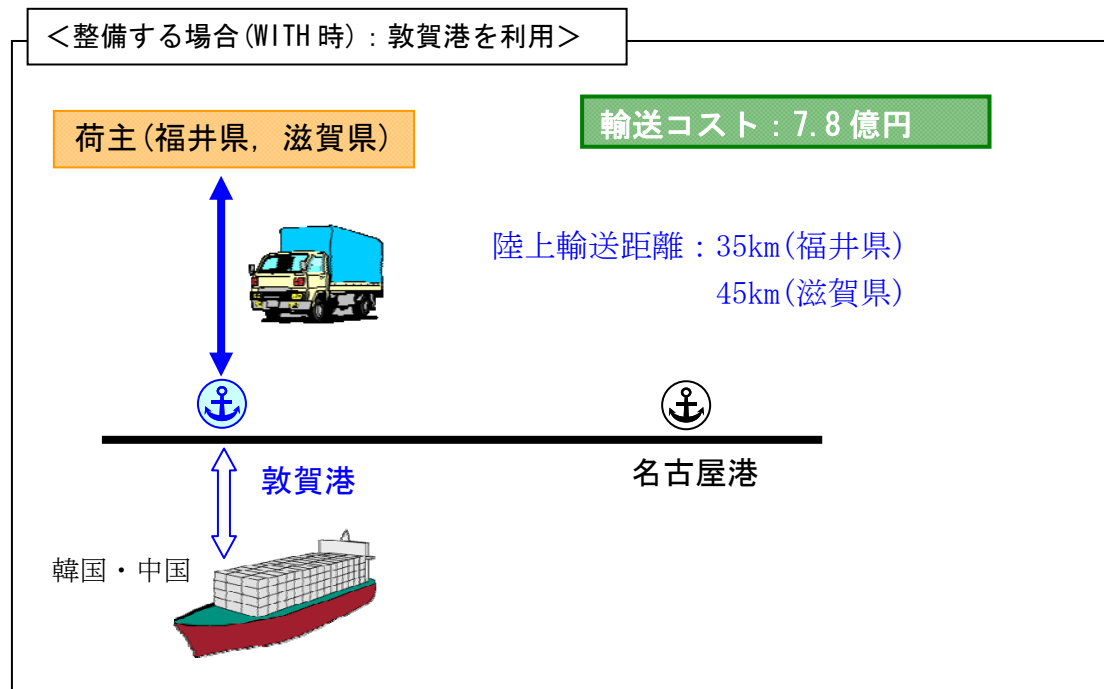 ＜整備する場合(WITH時)：敦賀港を利用＞
荷主(福井県，滋賀県)
輸送コスト：7.8億円
陸上輸送距離：35km(福井県)
45km(滋賀県)
敦賀港
名古屋港
韓国・中国